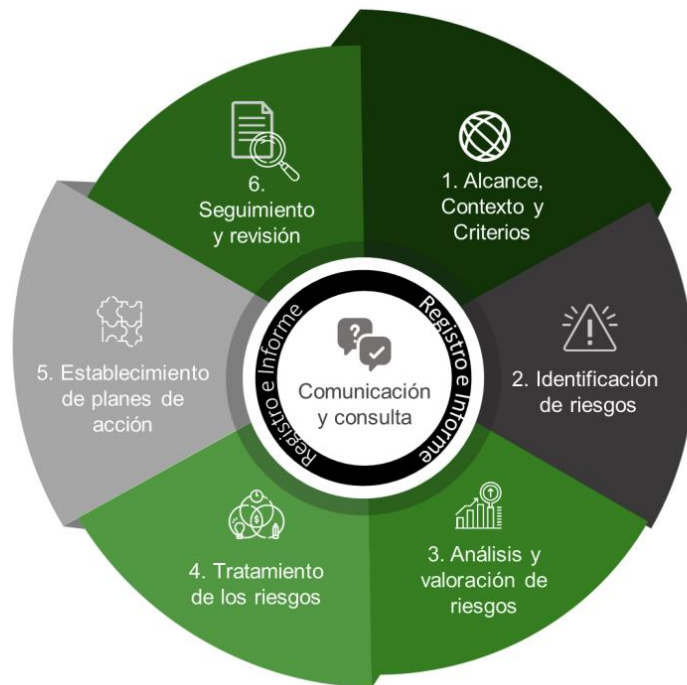 1. Alcance,
Contexto y
Criterios
2. Identificación
de riesgos
3. Análisis y
valoración de
riesgos
4. Tratamiento
de los riesgos
5. Establecimiento
de planes de
acción
6.
Seguimiento
y revisión
Registro e Informe
Registro e Informe
?
Comunicación
y consulta